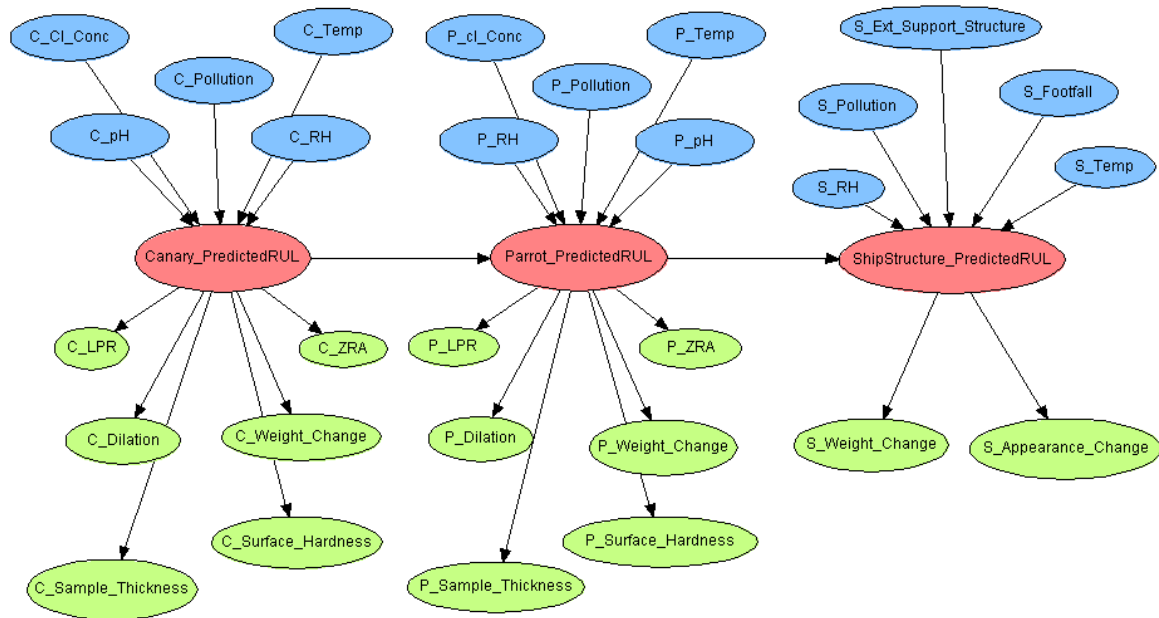 C_Cl_Conc
C_Temp
P_cl_Conc
P_Temp
S_Ext_Support_Structure
C_Pollution
P_Pollution
S_Pollution
S_Footfall
C_pH
C_RH
P_RH
P_pH
S_RH
S_Temp
Canary_PredictedRUL
Parrot_PredictedRUL
ShipStructure_PredictedRUL
C_LPR
C_ZRA
P_LPR
P_ZRA
C_Dilation
C_Weight_Change
P_Dilation
P_Weight_Change
S_Weight_Change
S_Appearance_Change
C_Surface_Hardness
P_Surface_Hardness
C_Sample_Thickness
P_Sample_Thickness